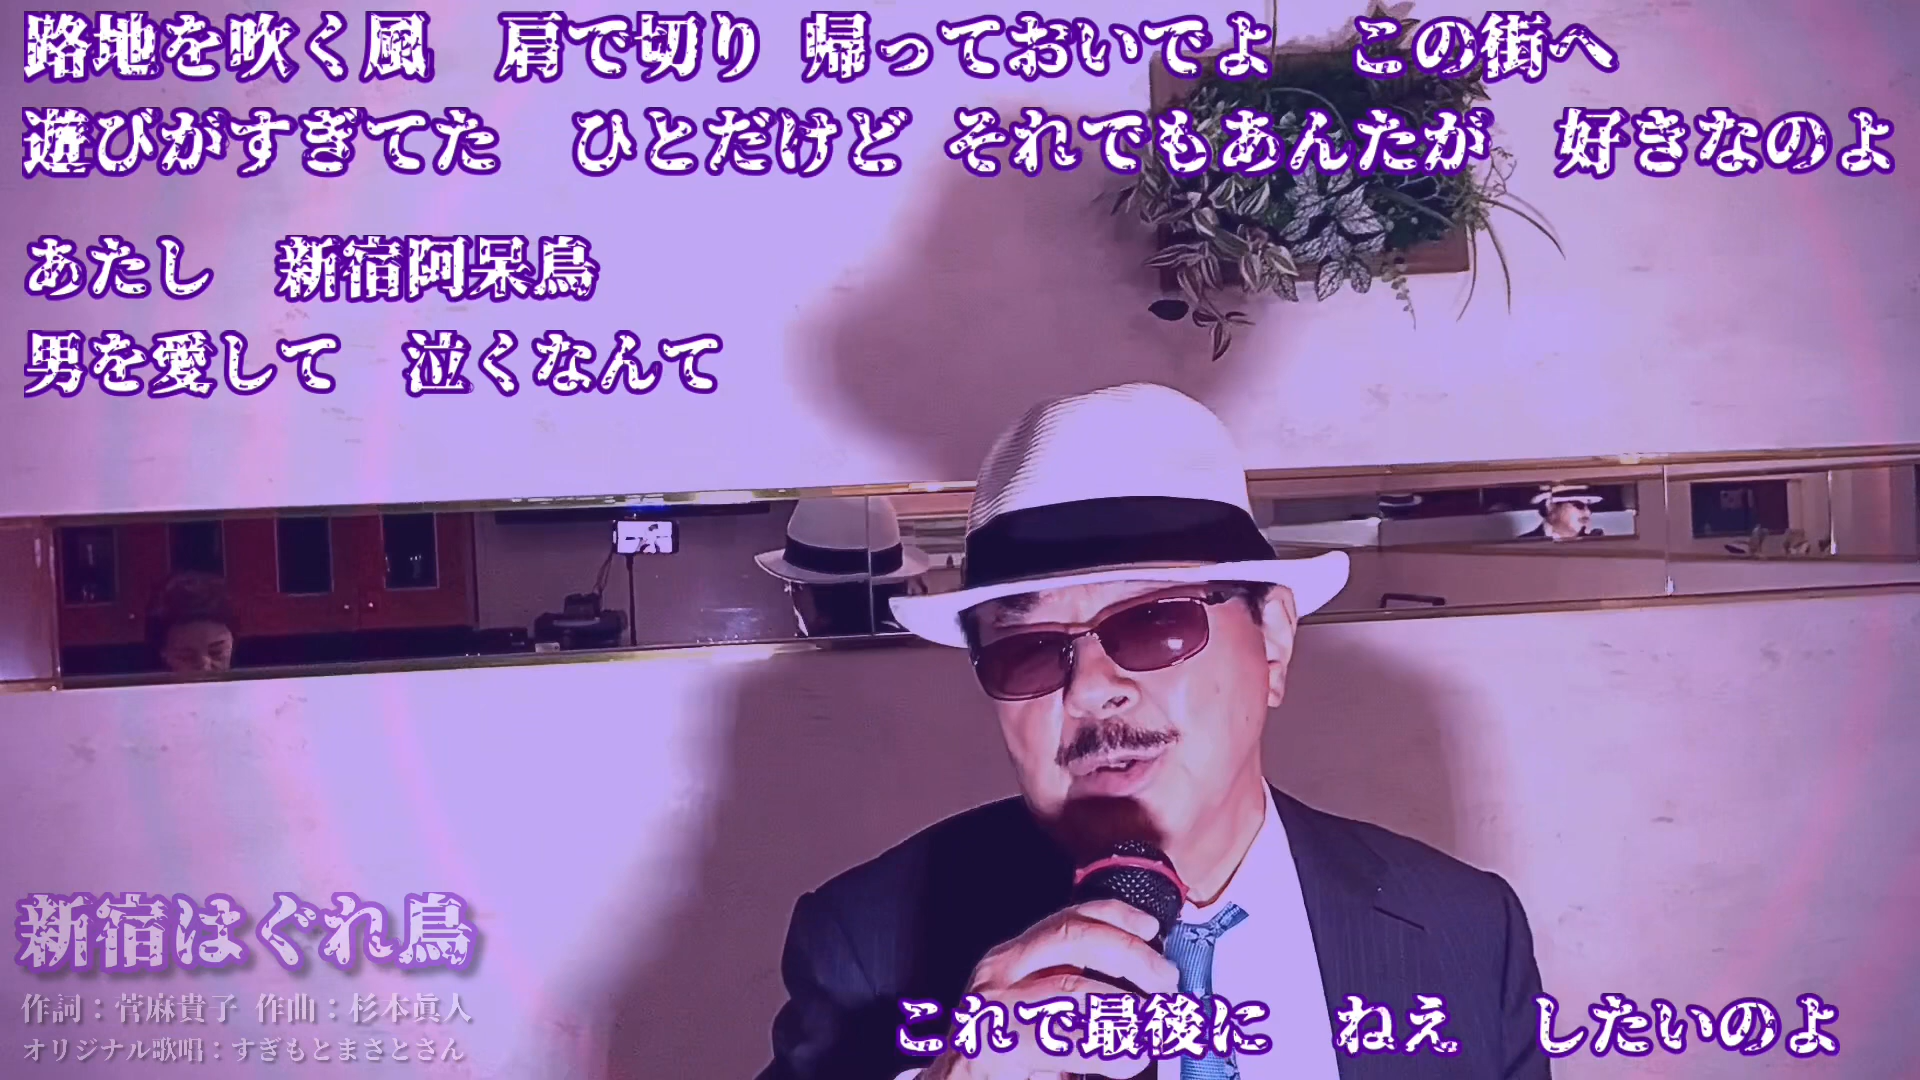 路地を吹く風　肩で切り 帰っておいでよ　この街へ
遊びがすぎてた　ひとだけど それでもあんたが　好きなのよ
あたし　新宿阿呆鳥
男を愛して　泣くなんて
新宿はぐれ鳥
作詞：菅麻貴子 作曲：杉本眞人
オリジナル歌唱：すぎもとまさとさん
これで最後に　ねえ　したいのよ